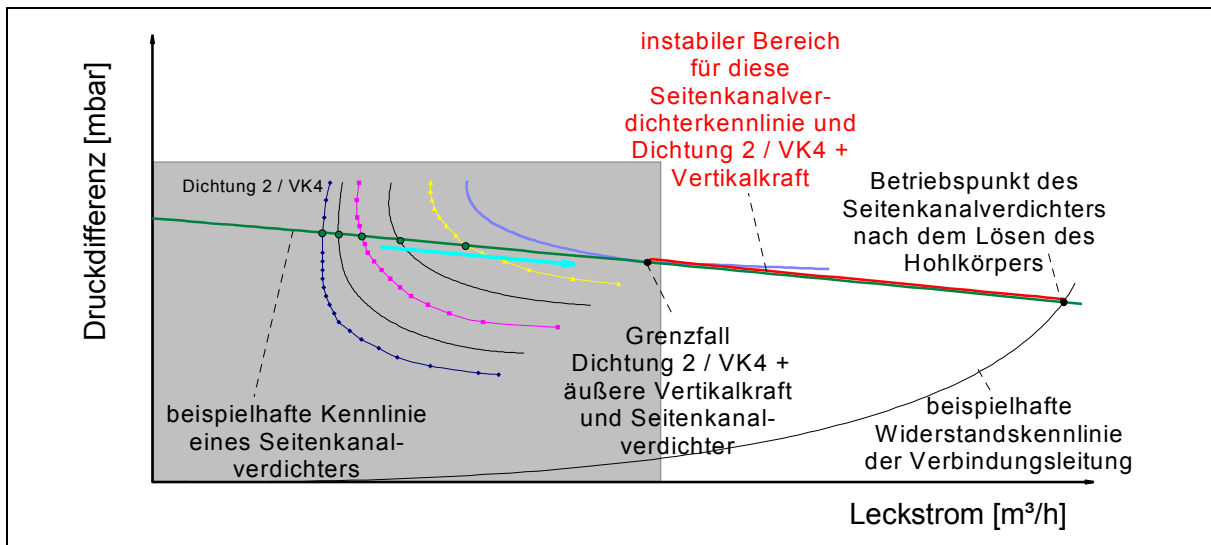 Druckdifferenz [mbar]
Dichtung 2 / VK4
instabiler Bereich
für diese
Seitenkanalver-
dichterkennlinie und
Dichtung 2 / VK4 +
Vertikalkraft
Betriebspunkt des
Seitenkanalverdichters
nach dem Lösen des
Hohlkörpers
beispielhafte Kennlinie
eines Seitenkanal-
verdichters
Grenzfall
Dichtung 2 / VK4 +
äußere Vertikalkraft
und Seitenkanal-
verdichter
beispielhafte
Widerstandskennlinie
der Verbindungsleitung
Leckstrom [m³/h]